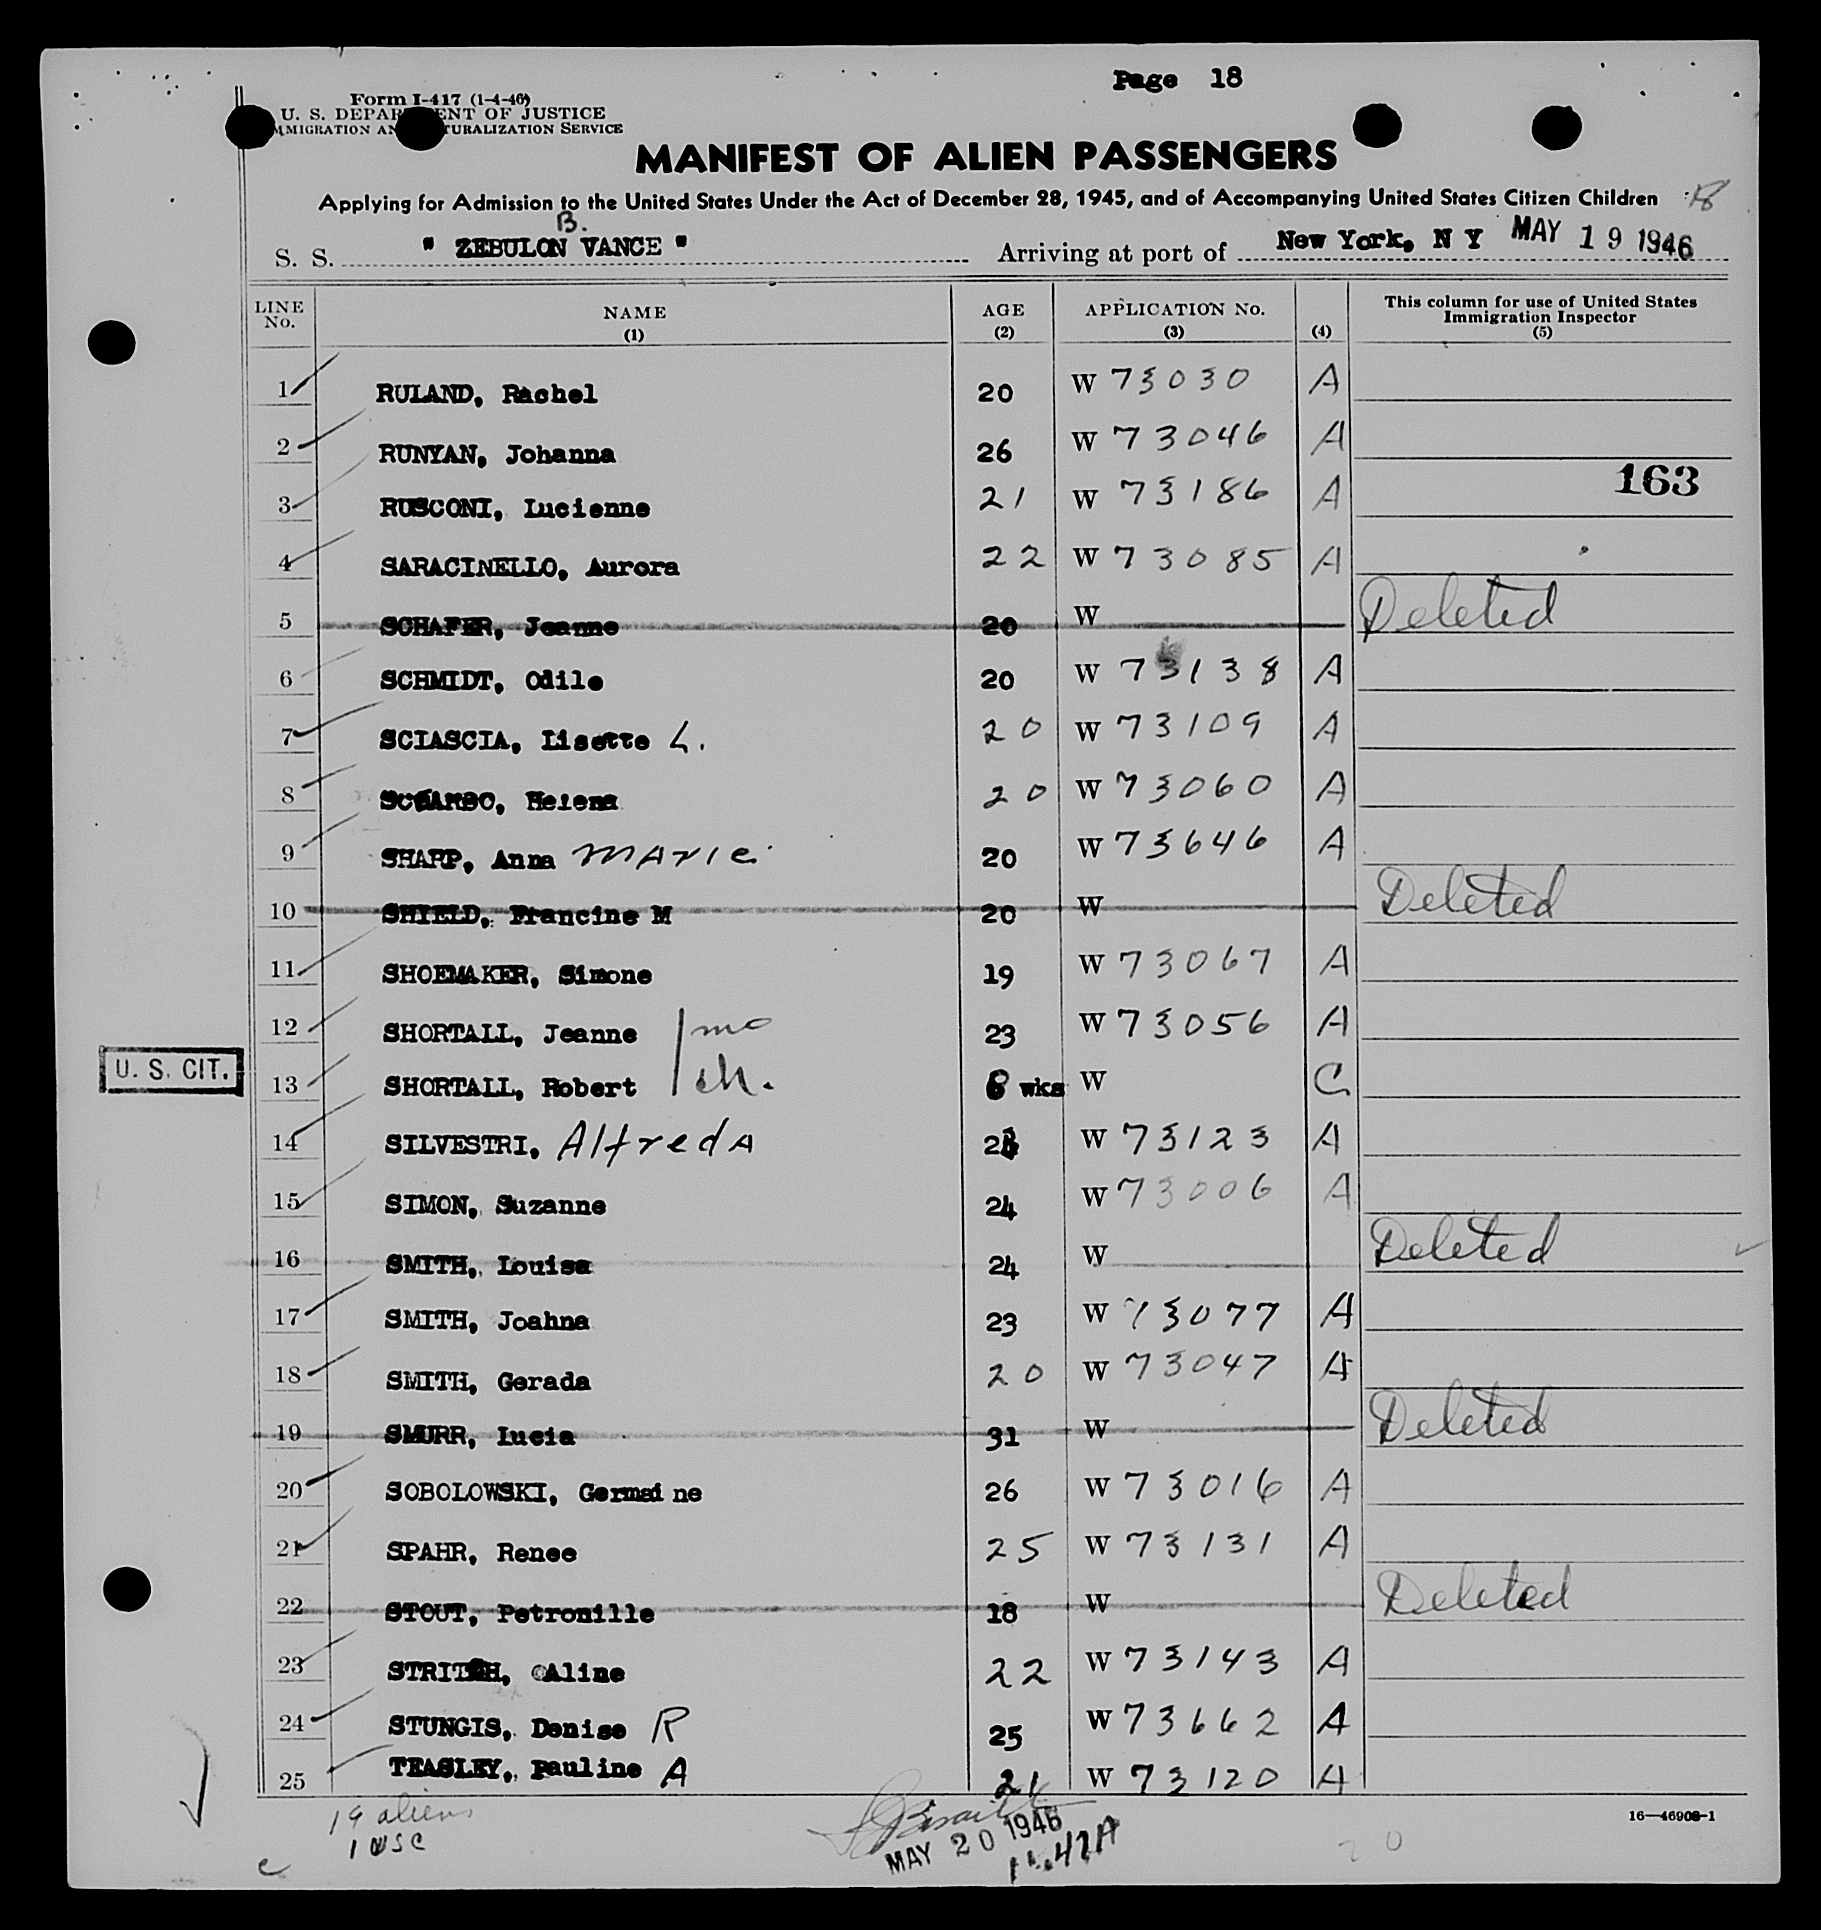 Page 18
Form I-417 (1-4-46)
U. S. DEPARTMENT OF JUSTICE
IMMIGRATION AND NATURALIZATION SERVICE
MANIFEST OF ALIEN PASSENGERS
Applying for Admission to the United States Under the Act of December 28, 1945, and of Accompanying United States Citizen Children 18
B.
S. S. " ZEBULON VANCE " Arriving at port of New York, N Y MAY 19 1946
LINE No. NAME (1) AGE (2) APPLICATION No. (3) (4) This column for use of United States Immigration Inspector (5)
1 RULAND, Rachel 20 W 73030 A
2 RUNYAN, Johanna 26 W 73046 A
163
3 RUSCONI, Lucienne 21 W 73186 A
4 SARACINELLO, Aurora 22 W 73085 A
5 SCHAFER, Jeanne 20 W Deleted
6 SCHMIDT, Odile 20 W 73138 A
7 SCIASCIA, Lisette L. 20 W 73109 A
8 Helena 20 W 73060 A
9 SHARP, Anna Marie 20 W 73646 A
10 SHIELD, Francine M 20 W Deleted
11 SHOEMAKER, Simone 19 W 73067 A
12 SHORTALL, Jeanne mo 23 W 73056 A
U. S. CIT. 13 SHORTALL, Robert ch. 8 wks W C
14 SILVESTRI, Alfreda W 73123 A
15 SIMON, Suzanne 24 W 73006 A
16 SMITH, Louisa 24 W Deleted
17 SMITH, Joahna 23 W 73077 A
18 SMITH, Gerada 20 W 73047 A
19 SMURR, Lucia 31 W Deleted
20 SOBOLOWSKI, Germaine 26 W 73016 A
21 SPAHR, Renee 25 W 73131 A
22 STOUT, Petronille 18 W Deleted
23 Aline 22 W 73143 A
24 STUNGIS, Denise R 25 W 73662 A
25 TEASLEY, Pauline A 21 W 73120 A
19 aliens
1 USC
MAY 20 1946
16—46908-1
20
c